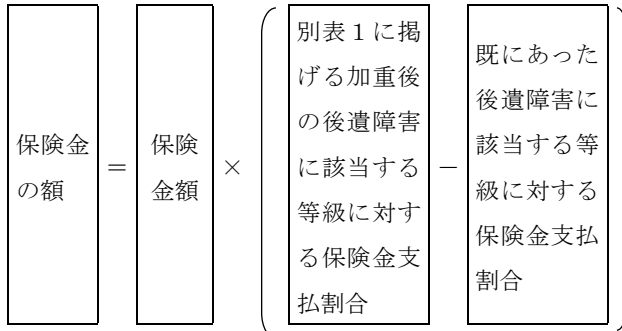 保険金
の額
＝
保険
金額
×
別表１に掲
げる加重後
の後遺障害
に該当する
等級に対す
る保険金支
払割合
－
既にあった
後遺障害に
該当する等
級に対する
保険金支払
割合